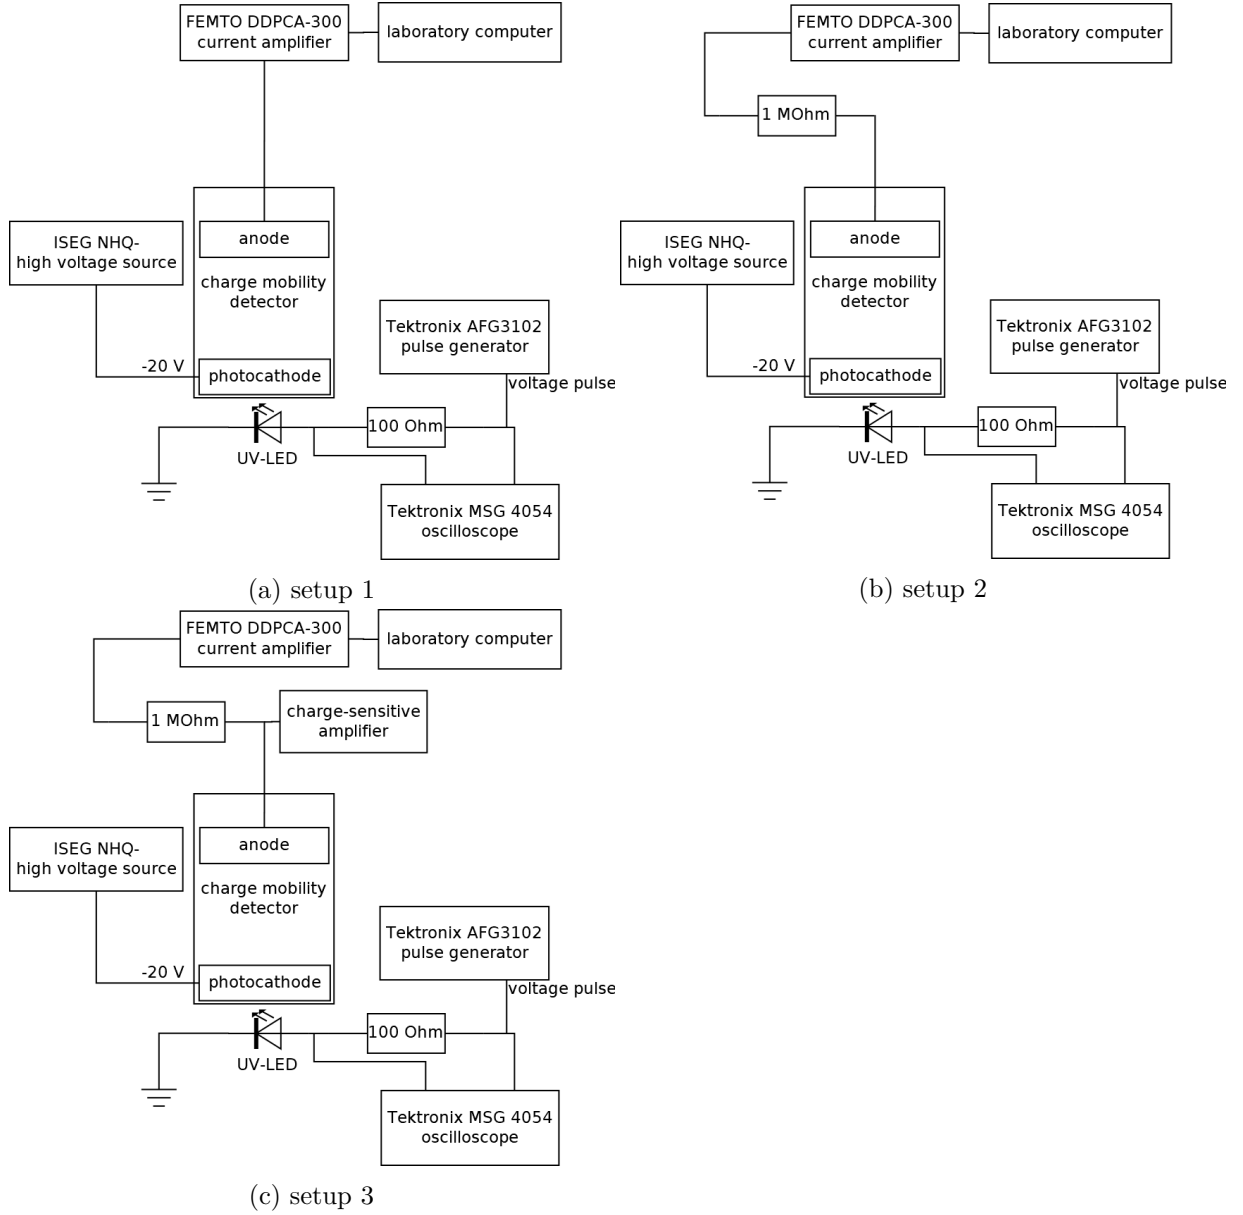 FEMTO DDPCA-300
current amplifier
laboratory computer
anode
charge mobility
detector
ISEG NHQ-
high voltage source
-20 V
photocathode
Tektronix AFG3102
pulse generator
voltage pulse
100 Ohm
UV-LED
Tektronix MSG 4054
oscilloscope
(a) setup 1
FEMTO DDPCA-300
current amplifier
laboratory computer
1 MOhm
anode
charge mobility
detector
ISEG NHQ-
high voltage source
-20 V
photocathode
Tektronix AFG3102
pulse generator
voltage pulse
100 Ohm
UV-LED
Tektronix MSG 4054
oscilloscope
(b) setup 2
FEMTO DDPCA-300
current amplifier
laboratory computer
1 MOhm
charge-sensitive
amplifier
anode
charge mobility
detector
ISEG NHQ-
high voltage source
-20 V
photocathode
Tektronix AFG3102
pulse generator
voltage pulse
100 Ohm
UV-LED
Tektronix MSG 4054
oscilloscope
(c) setup 3